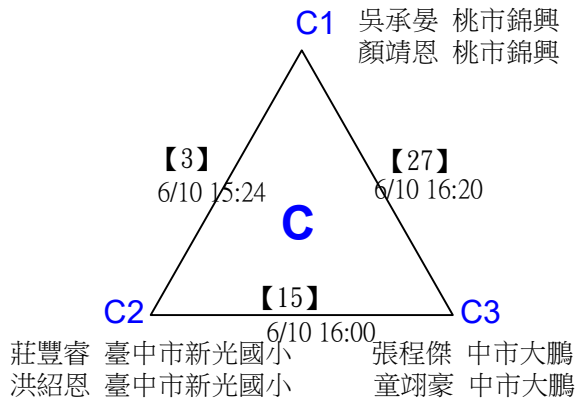 C1 吳承晏 桃市錦興
顏靖恩 桃市錦興
【3】
6/10 15:24
【27】
6/10 16:20
C
【15】
6/10 16:00
C2
C3
莊豐睿 臺中市新光國小
洪紹恩 臺中市新光國小
張程傑 中市大鵬
童翊豪 中市大鵬